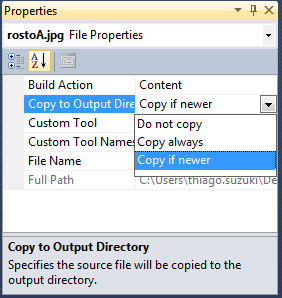 Properties
rostoA.jpg File Properties
Build Action Content
Copy to Output Dire Copy if newer
Custom Tool Do not copy
Custom Tool Names Copy always
File Name Copy if newer
Full Path C:\Users\thiago.suzuki\De
Copy to Output Directory
Specifies the source file will be copied to the
output directory.